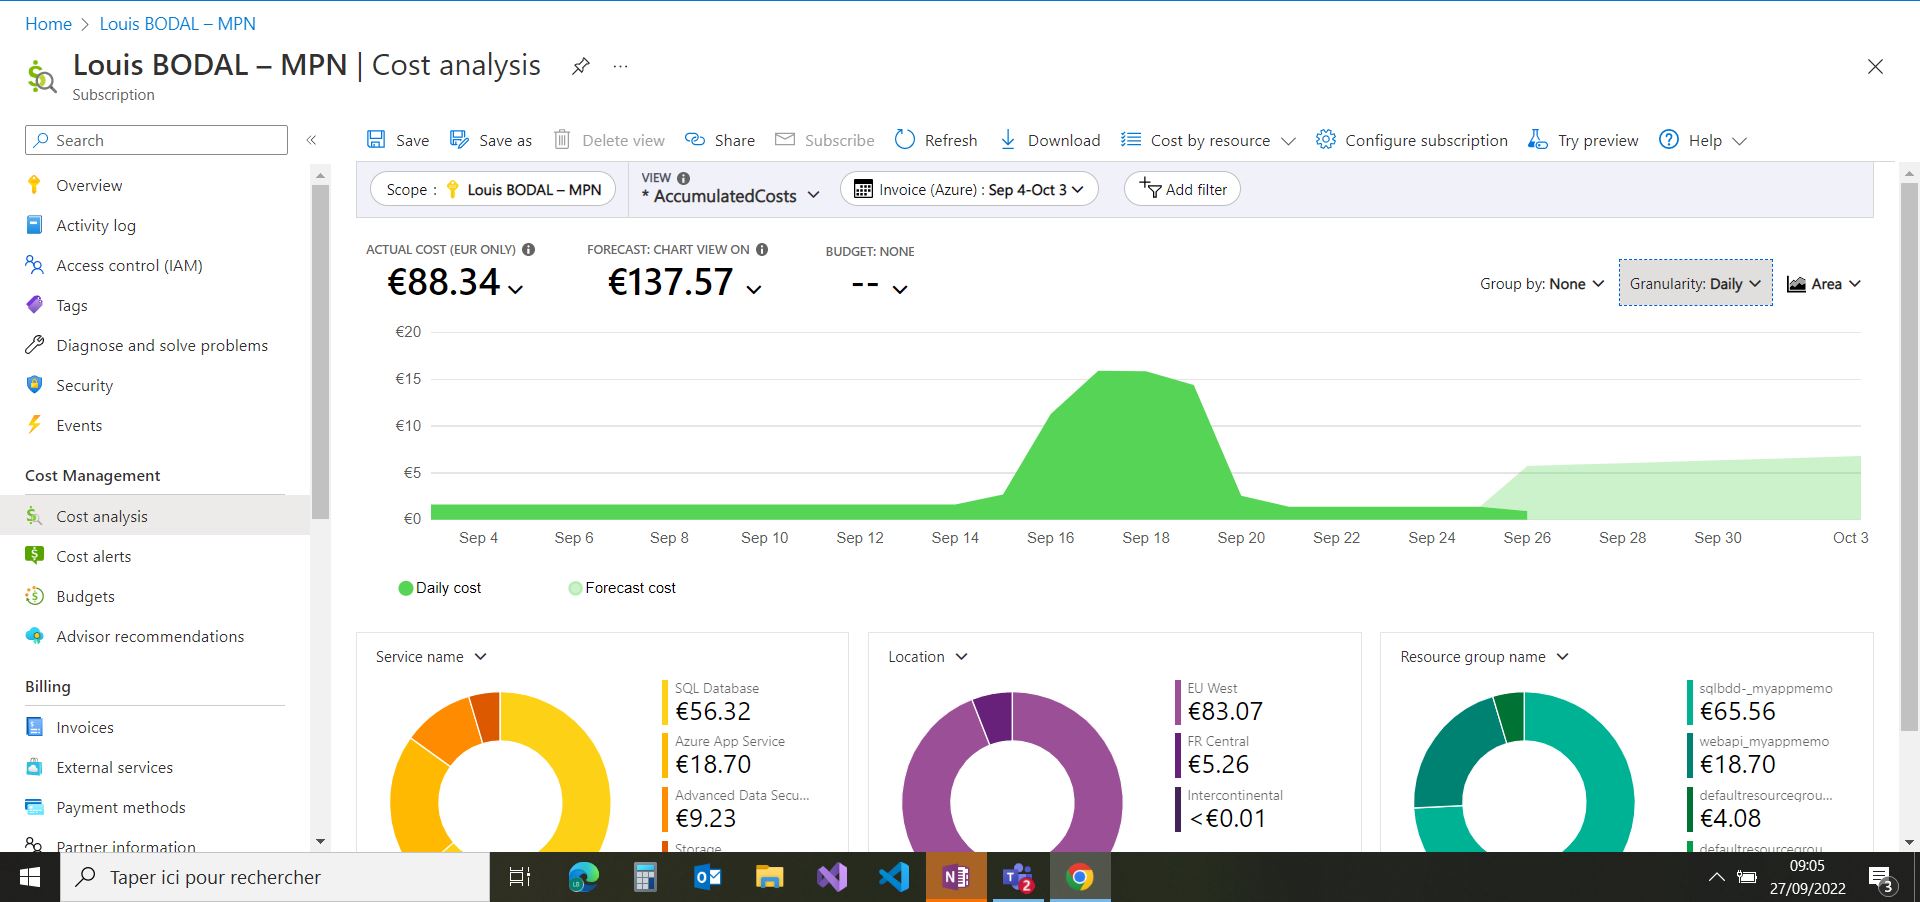 Home > Louis BODAL – MPN
Louis BODAL – MPN | Cost analysis ...
Subscription
Search «
Overview
Activity log
Access control (IAM)
Tags
Diagnose and solve problems
Security
Events
Cost Management
Cost analysis
Cost alerts
Budgets
Advisor recommendations
Billing
Invoices
External services
Payment methods
Partner information
Save Save as Delete view Share Subscribe Refresh Download Cost by resource Configure subscription Try preview Help
Scope : Louis BODAL – MPN
VIEW
* AccumulatedCosts
Invoice (Azure) : Sep 4-Oct 3
Add filter
ACTUAL COST (EUR ONLY)
€88.34
FORECAST: CHART VIEW ON
€137.57
BUDGET: NONE
--
Group by: None Granularity: Daily Area
€20
€15
€10
€5
€0
Sep 4 Sep 6 Sep 8 Sep 10 Sep 12 Sep 14 Sep 16 Sep 18 Sep 20 Sep 22 Sep 24 Sep 26 Sep 28 Sep 30 Oct 3
Daily cost Forecast cost
Service name
SQL Database
€56.32
Azure App Service
€18.70
Advanced Data Secu...
€9.23
Storage
Location
EU West
€83.07
FR Central
€5.26
Intercontinental
<€0.01
Resource group name
sqlbdd-_myappmemo
€65.56
webapi_myappmemo
€18.70
defaultresourcegrou...
€4.08
defaultresourcegrou
Taper ici pour rechercher
2
09:05
27/09/2022
3